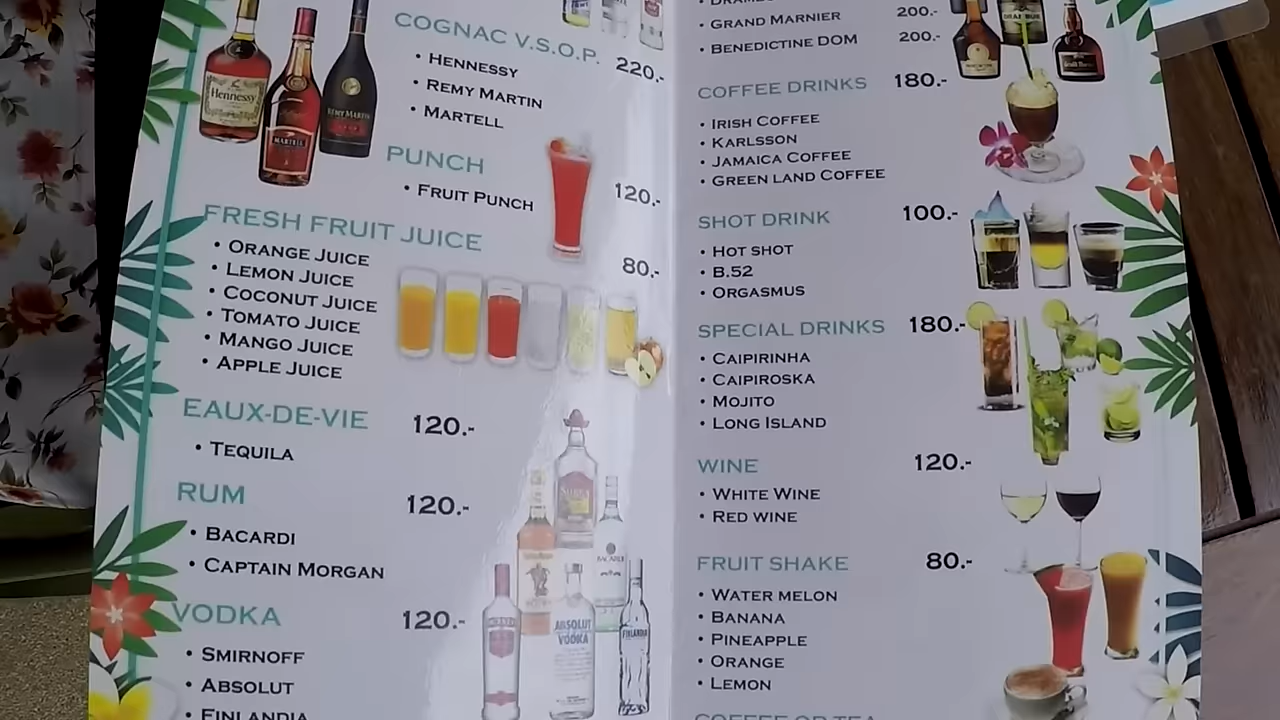 COGNAC V.S.O.P. 220.-
• HENNESSY
• REMY MARTIN
• MARTELL
PUNCH
• FRUIT PUNCH 120.-
FRESH FRUIT JUICE 80.-
• ORANGE JUICE
• LEMON JUICE
• COCONUT JUICE
• TOMATO JUICE
• MANGO JUICE
• APPLE JUICE
EAUX-DE-VIE 120.-
• TEQUILA
RUM 120.-
• BACARDI
• CAPTAIN MORGAN
VODKA 120.-
• SMIRNOFF
• ABSOLUT
• FINLANDIA
Hennessy
MARTELL
REMY MARTIN
BACARDI
ABSOLUT
VODKA
FINLANDIA
• GRAND MARNIER 200.-
• BENEDICTINE DOM 200.-
COFFEE DRINKS 180.-
• IRISH COFFEE
• KARLSSON
• JAMAICA COFFEE
• GREEN LAND COFFEE
SHOT DRINK 100.-
• HOT SHOT
• B.52
• ORGASMUS
SPECIAL DRINKS 180.-
• CAIPIRINHA
• CAIPIROSKA
• MOJITO
• LONG ISLAND
WINE 120.-
• WHITE WINE
• RED WINE
FRUIT SHAKE 80.-
• WATER MELON
• BANANA
• PINEAPPLE
• ORANGE
• LEMON
COFFEE OR TEA